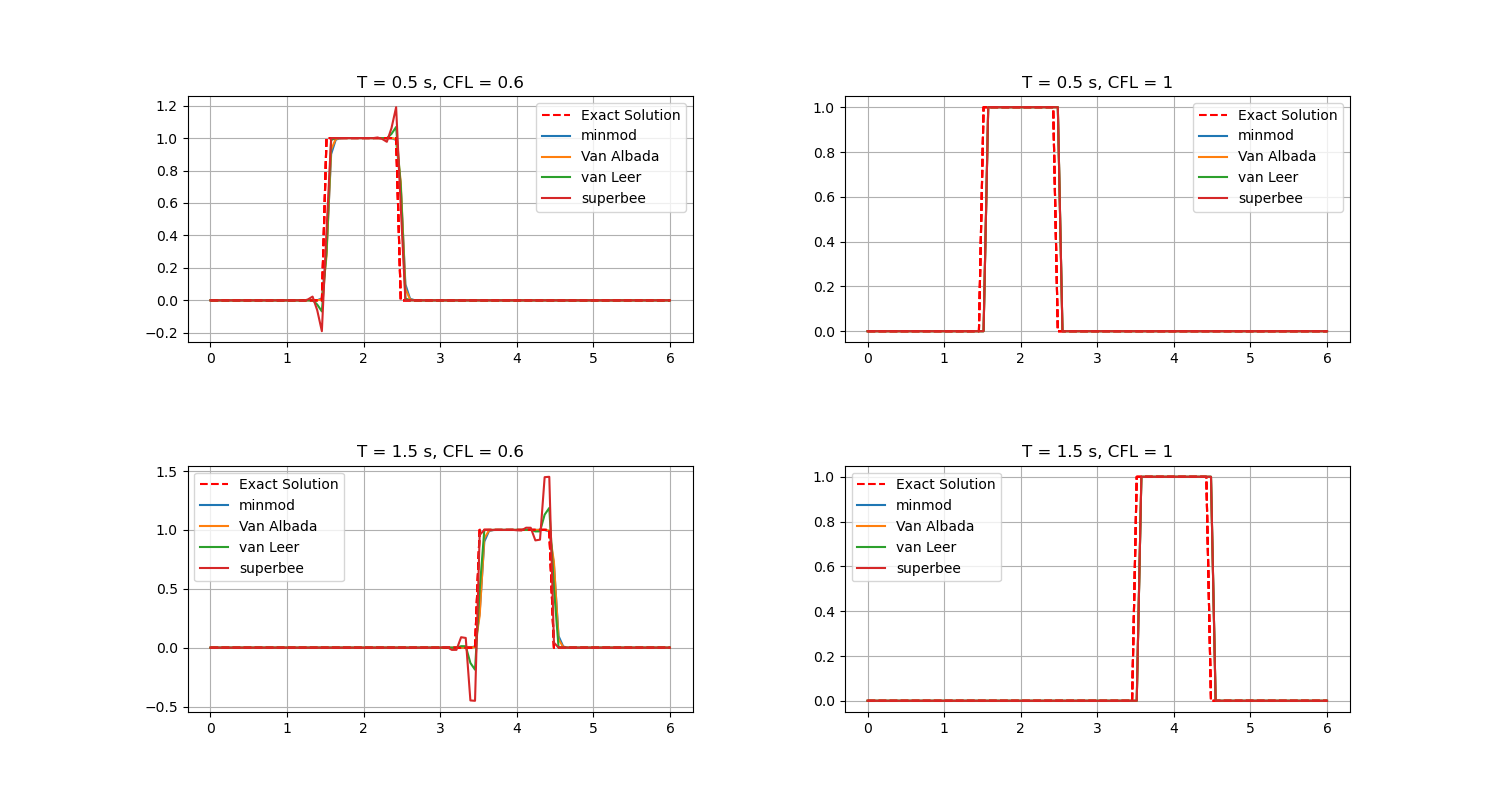 T = 0.5 s, CFL = 0.6
1.2
1.0
0.8
0.6
0.4
0.2
0.0
−0.2
0 1 2 3 4 5 6
Exact Solution
minmod
Van Albada
van Leer
superbee
T = 0.5 s, CFL = 1
1.0
0.8
0.6
0.4
0.2
0.0
0 1 2 3 4 5 6
Exact Solution
minmod
Van Albada
van Leer
superbee
T = 1.5 s, CFL = 0.6
1.5
1.0
0.5
0.0
−0.5
0 1 2 3 4 5 6
Exact Solution
minmod
Van Albada
van Leer
superbee
T = 1.5 s, CFL = 1
1.0
0.8
0.6
0.4
0.2
0.0
0 1 2 3 4 5 6
Exact Solution
minmod
Van Albada
van Leer
superbee